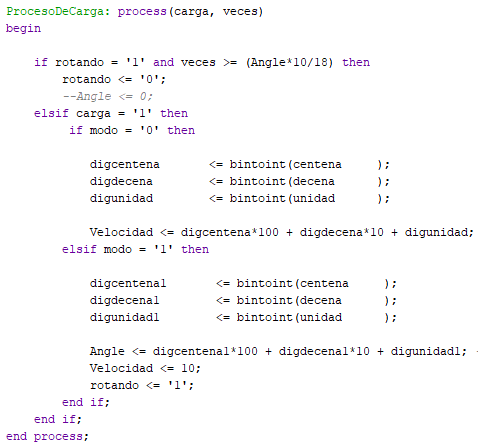 ProcesoDeCarga: process(carga, veces)
begin
if rotando = '1' and veces >= (Angle*10/18) then
rotando <= '0';
--Angle <= 0;
elsif carga = '1' then
if modo = '0' then
digcentena <= bintoint(centena );
digdecena <= bintoint(decena );
digunidad <= bintoint(unidad );
Velocidad <= digcentena*100 + digdecena*10 + digunidad;
elsif modo = '1' then
digcentena1 <= bintoint(centena );
digdecena1 <= bintoint(decena );
digunidad1 <= bintoint(unidad );
Angle <= digcentena1*100 + digdecena1*10 + digunidad1; -
Velocidad <= 10;
rotando <= '1';
end if;
end if;
end process;